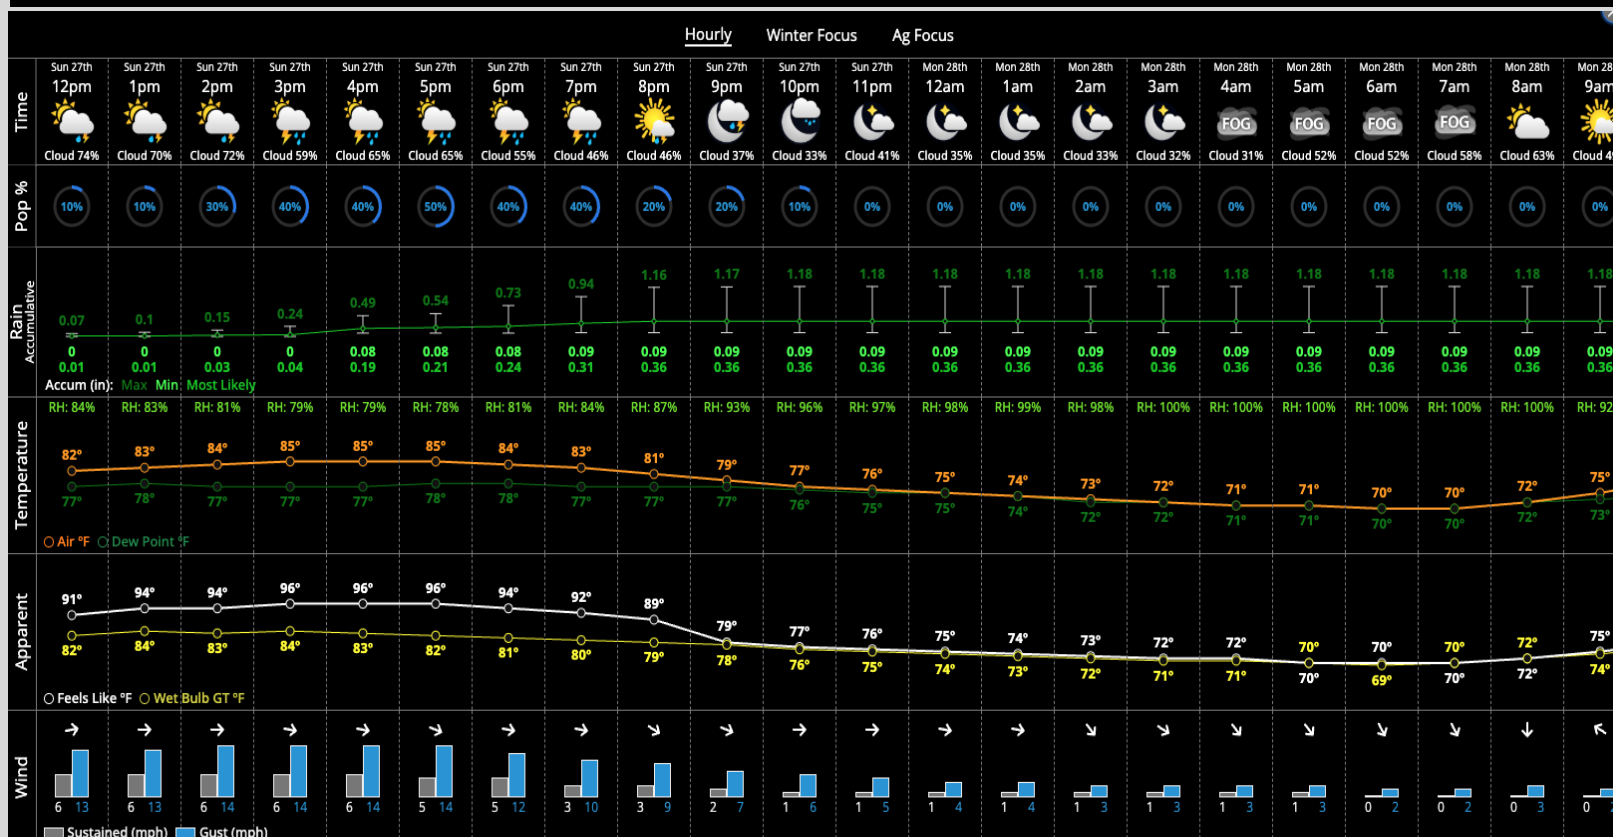 Hourly Winter Focus Ag Focus
Time
Sun 27th Sun 27th Sun 27th Sun 27th Sun 27th Sun 27th Sun 27th Sun 27th Sun 27th Sun 27th Sun 27th Sun 27th Mon 28th Mon 28th Mon 28th Mon 28th Mon 28th Mon 28th Mon 28th Mon 28th Mon 28th Mon 28
12pm 1pm 2pm 3pm 4pm 5pm 6pm 7pm 8pm 9pm 10pm 11pm 12am 1am 2am 3am 4am 5am 6am 7am 8am 9am
FOG FOG FOG FOG
Cloud 74% Cloud 70% Cloud 72% Cloud 59% Cloud 65% Cloud 65% Cloud 55% Cloud 46% Cloud 46% Cloud 37% Cloud 33% Cloud 41% Cloud 35% Cloud 35% Cloud 33% Cloud 32% Cloud 31% Cloud 52% Cloud 52% Cloud 58% Cloud 63% Cloud 4
Pop %
10% 10% 30% 40% 40% 50% 40% 40% 20% 20% 10% 0% 0% 0% 0% 0% 0% 0% 0% 0% 0% 0%
Rain
Accumulative
0.07 0.1 0.15 0.24 0.49 0.54 0.73 0.94 1.16 1.17 1.18 1.18 1.18 1.18 1.18 1.18 1.18 1.18 1.18 1.18 1.18 1.18
0 0 0 0 0.08 0.08 0.08 0.09 0.09 0.09 0.09 0.09 0.09 0.09 0.09 0.09 0.09 0.09 0.09 0.09 0.09 0.09
0.01 0.01 0.03 0.04 0.19 0.21 0.24 0.31 0.36 0.36 0.36 0.36 0.36 0.36 0.36 0.36 0.36 0.36 0.36 0.36 0.36 0.36
Accum (in): Max Min Most Likely
Temperature
RH: 84% RH: 83% RH: 81% RH: 79% RH: 79% RH: 78% RH: 81% RH: 84% RH: 87% RH: 93% RH: 96% RH: 97% RH: 98% RH: 99% RH: 98% RH: 100% RH: 100% RH: 100% RH: 100% RH: 100% RH: 100% RH: 92
82° 83° 84° 85° 85° 85° 84° 83° 81° 79° 77° 76° 75° 74° 73° 72° 71° 71° 70° 70° 72° 75°
77° 78° 77° 77° 77° 78° 78° 77° 77° 77° 76° 75° 75° 74° 72° 72° 71° 71° 70° 70° 72° 73°
Air °F Dew Point °F
Apparent
91° 94° 94° 96° 96° 96° 94° 92° 89° 79° 77° 76° 75° 74° 73° 72° 72° 70° 70° 70° 72° 75°
82° 84° 83° 84° 83° 82° 81° 80° 79° 78° 76° 75° 74° 73° 72° 71° 71° 70° 69° 70° 72° 74°
Feels Like °F Wet Bulb GT °F
Wind
6 13 6 13 6 14 6 14 6 14 5 14 5 12 3 10 3 9 2 7 1 6 1 5 1 4 1 4 1 3 1 3 1 3 1 3 0 2 0 2 0 3 0
Sustained (mph) Gust (mph)